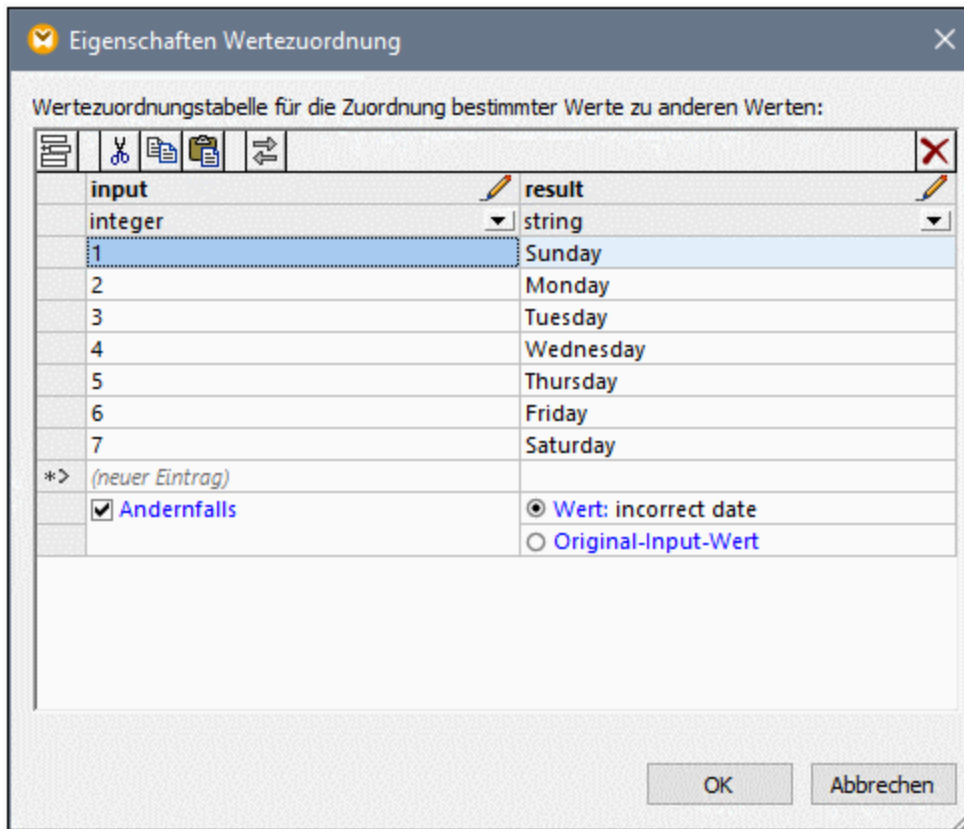 Eigenschaften Wertezuordnung
Wertezuordnungstabelle für die Zuordnung bestimmter Werte zu anderen Werten:
input result
integer string
1 Sunday
2 Monday
3 Tuesday
4 Wednesday
5 Thursday
6 Friday
7 Saturday
(neuer Eintrag)
Andernfalls Wert: incorrect date
Original-Input-Wert
OK Abbrechen